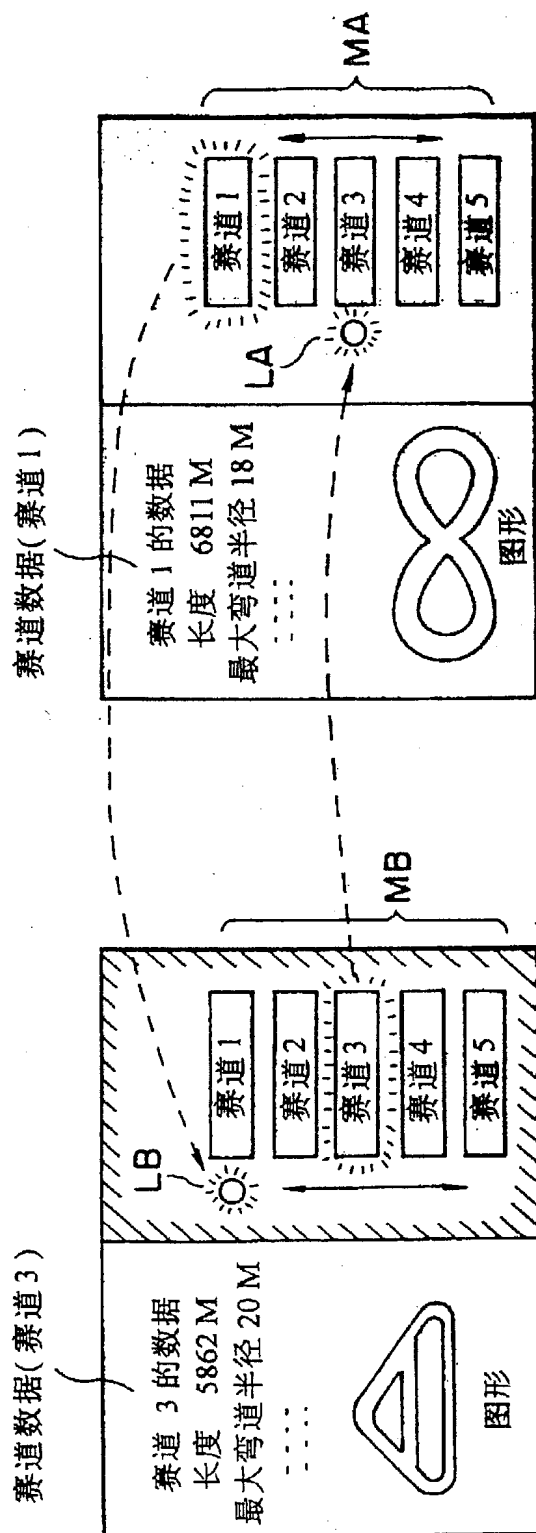 赛道数据(赛道3)
赛道 3 的数据
长度 5862M
最大弯道半径 20M
图形
LB
赛道1
赛道2
赛道3
赛道4
赛道5
MB
赛道数据(赛道1)
赛道 1 的数据
长度 6811M
最大弯道半径 18M
图形
LA
赛道1
赛道2
赛道3
赛道4
赛道5
MA